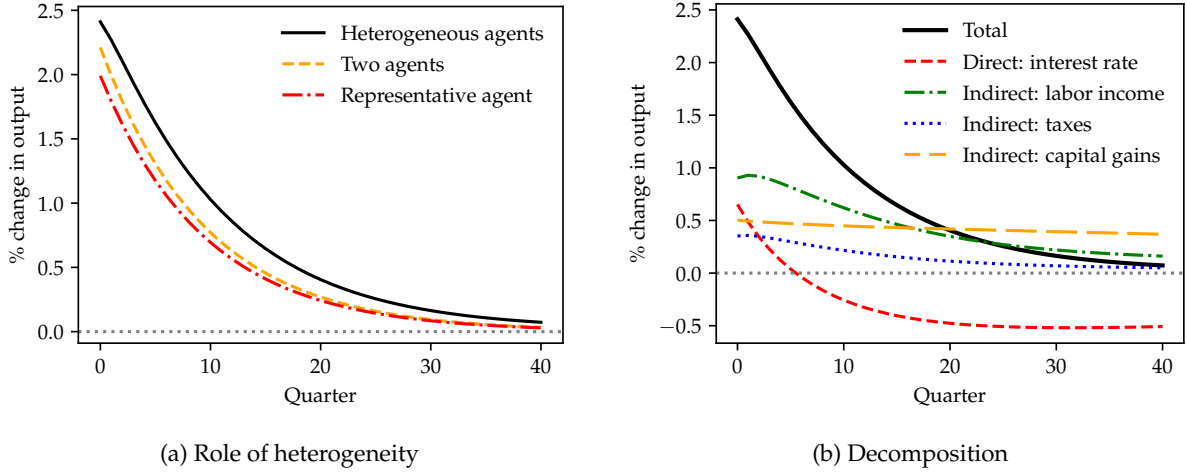 2.5
2.0
1.5
1.0
0.5
0.0
% change in output
Heterogeneous agents
Two agents
Representative agent
0
10
20
30
40
Quarter
(a) Role of heterogeneity
2.5
2.0
1.5
1.0
0.5
0.0
−0.5
% change in output
Total
Direct: interest rate
Indirect: labor income
Indirect: taxes
Indirect: capital gains
0
10
20
30
40
Quarter
(b) Decomposition